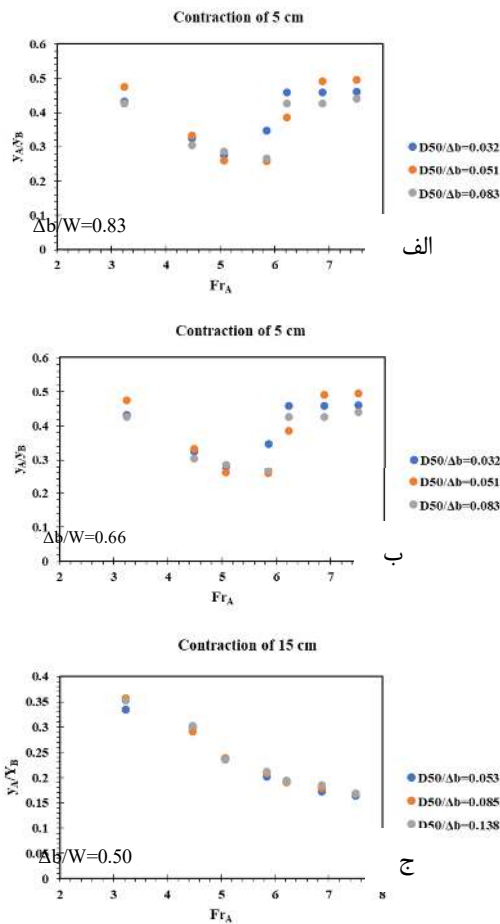 Contraction of 5 cm
0.6
0.5
0.4
0.3
0.2
0.1
0
yA/yB
Δb/W=0.83
2 3 4 5 6 7
FrA
D50/Δb=0.032
D50/Δb=0.051
D50/Δb=0.083
الف
Contraction of 5 cm
0.6
0.5
0.4
0.3
0.2
0.1
0
yA/yB
Δb/W=0.66
2 3 4 5 6 7
FrA
D50/Δb=0.032
D50/Δb=0.051
D50/Δb=0.083
ب
Contraction of 15 cm
0.4
0.35
0.3
0.25
0.2
0.15
0.1
0.05
0
yA/YB
Δb/W=0.50
2 3 4 5 6 7 8
FrA
D50/Δb=0.053
D50/Δb=0.085
D50/Δb=0.138
ج